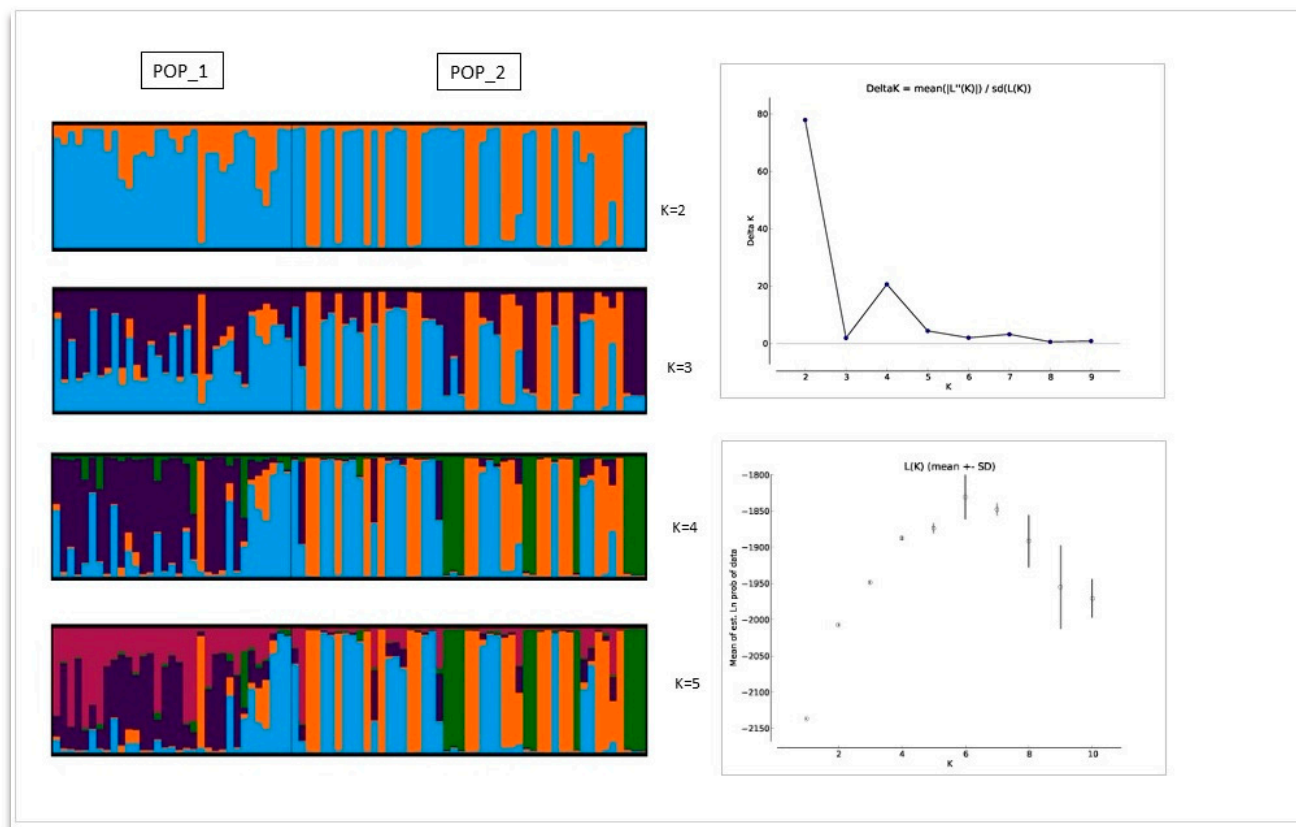 POP_1
POP_2
K=2
K=3
K=4
K=5
DeltaK = mean(|L"(K)|) / sd(L(K))
80
60
40
20
0
Delta K
2 3 4 5 6 7 8 9
K
L(K) (mean +- SD)
−1800
−1850
−1900
−1950
−2000
−2050
−2100
−2150
Mean of est. Ln prob of data
2 4 6 8 10
K